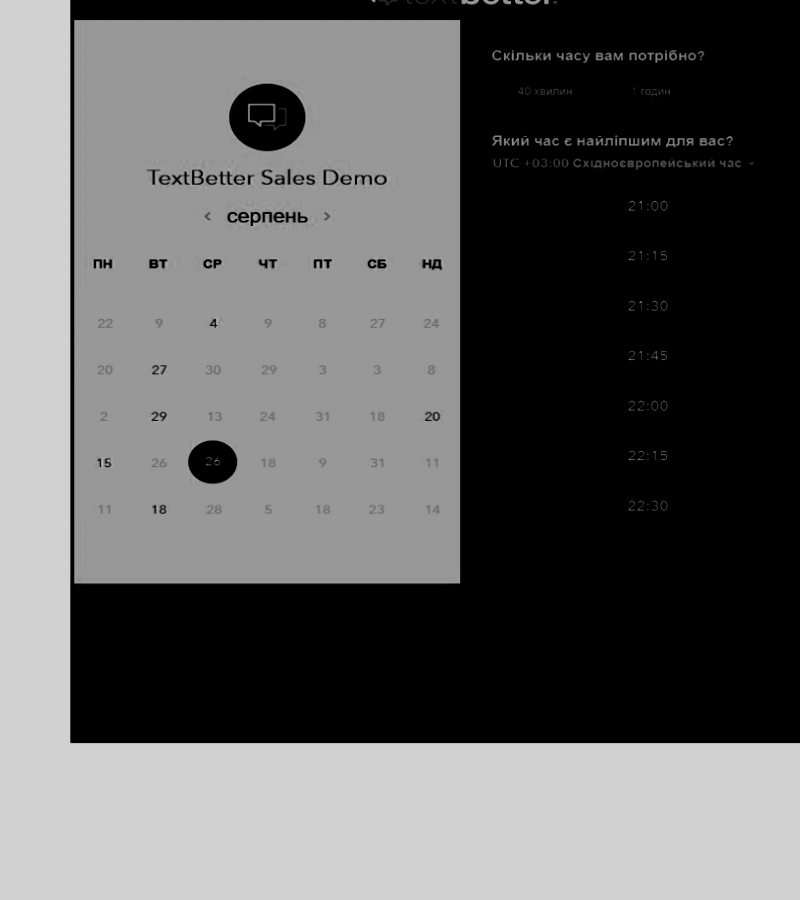 textbetter.
TextBetter Sales Demo
< серпень >
ПН ВТ СР ЧТ ПТ СБ НД
22 9 4 9 8 27 24
20 27 30 29 3 3 8
2 29 13 24 31 18 20
15 26 26 18 9 31 11
11 18 28 5 18 23 14
Скільки часу вам потрібно?
40 хвилин 1 годин
Який час є найліпшим для вас?
UTC +03:00 Східноєвропейський час
21:00
21:15
21:30
21:45
22:00
22:15
22:30